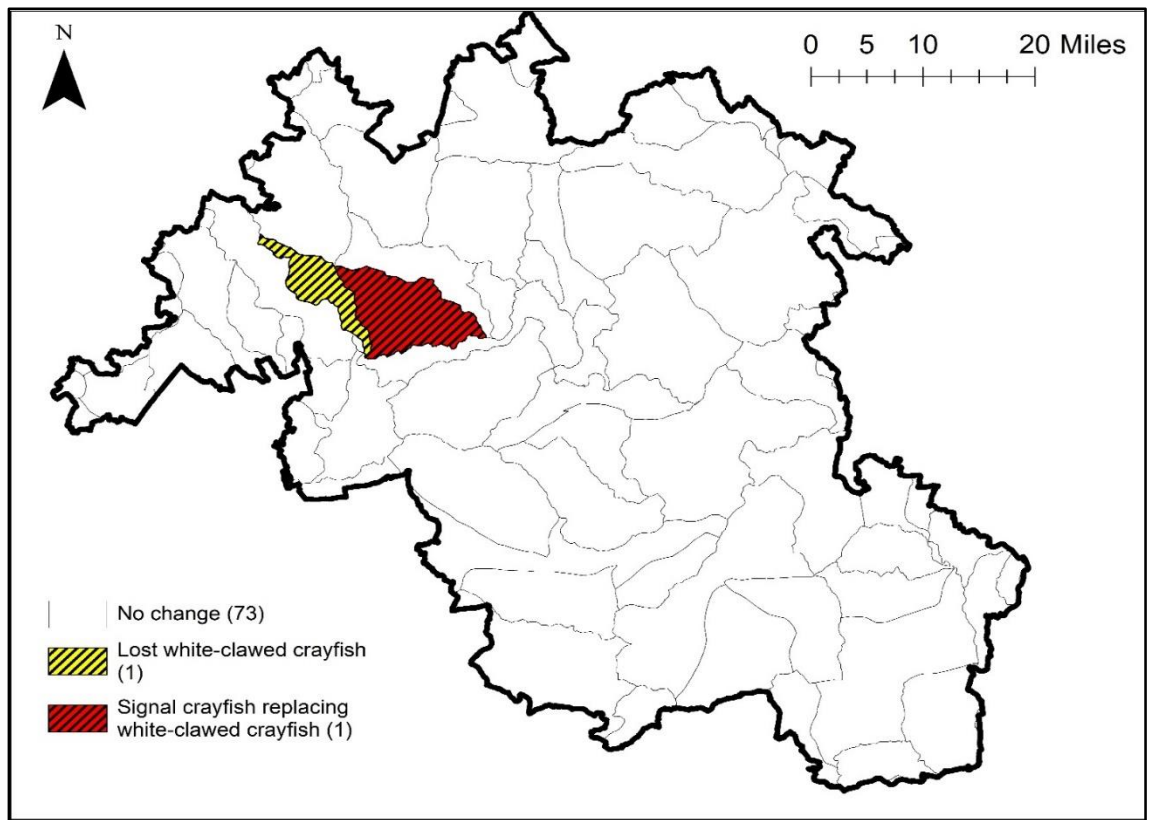 N
0 5 10 20 Miles
No change (73)
Lost white-clawed crayfish
(1)
Signal crayfish replacing
white-clawed crayfish (1)